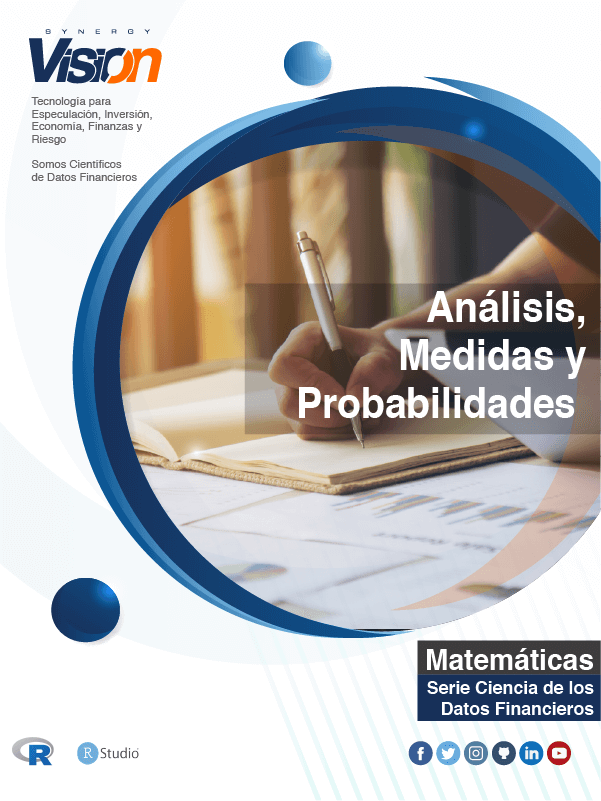 SYNERGY
Vision
Tecnología para
Especulación, Inversión,
Economía, Finanzas y
Riesgo
Somos Científicos
de Datos Financieros
Análisis,
Medidas y
Probabilidades
Matemáticas
Serie Ciencia de los
Datos Financieros
R
R Studio